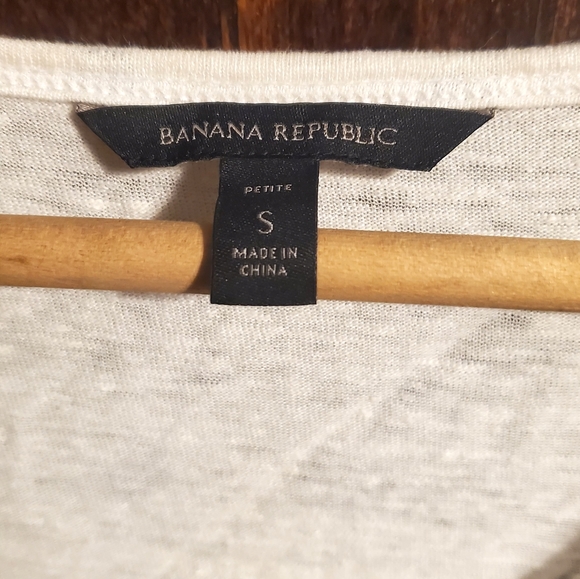 BANANA REPUBLIC
PETITE
S
MADE IN
CHINA